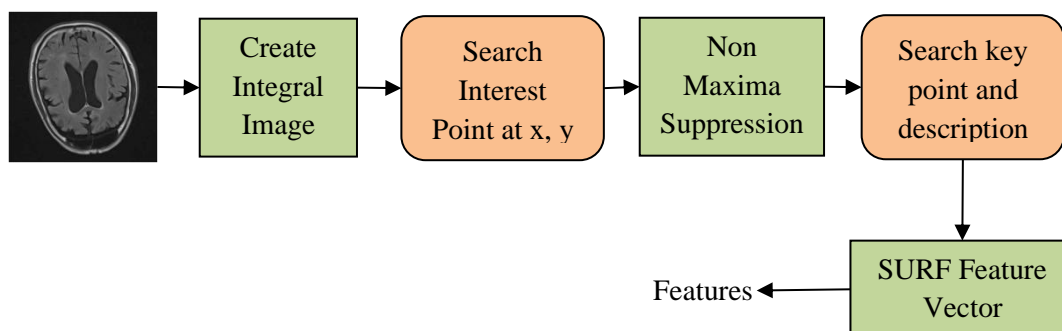 Create
Integral
Image
Search
Interest
Point at x, y
Non
Maxima
Suppression
Search key
point and
description
SURF Feature
Vector
Features